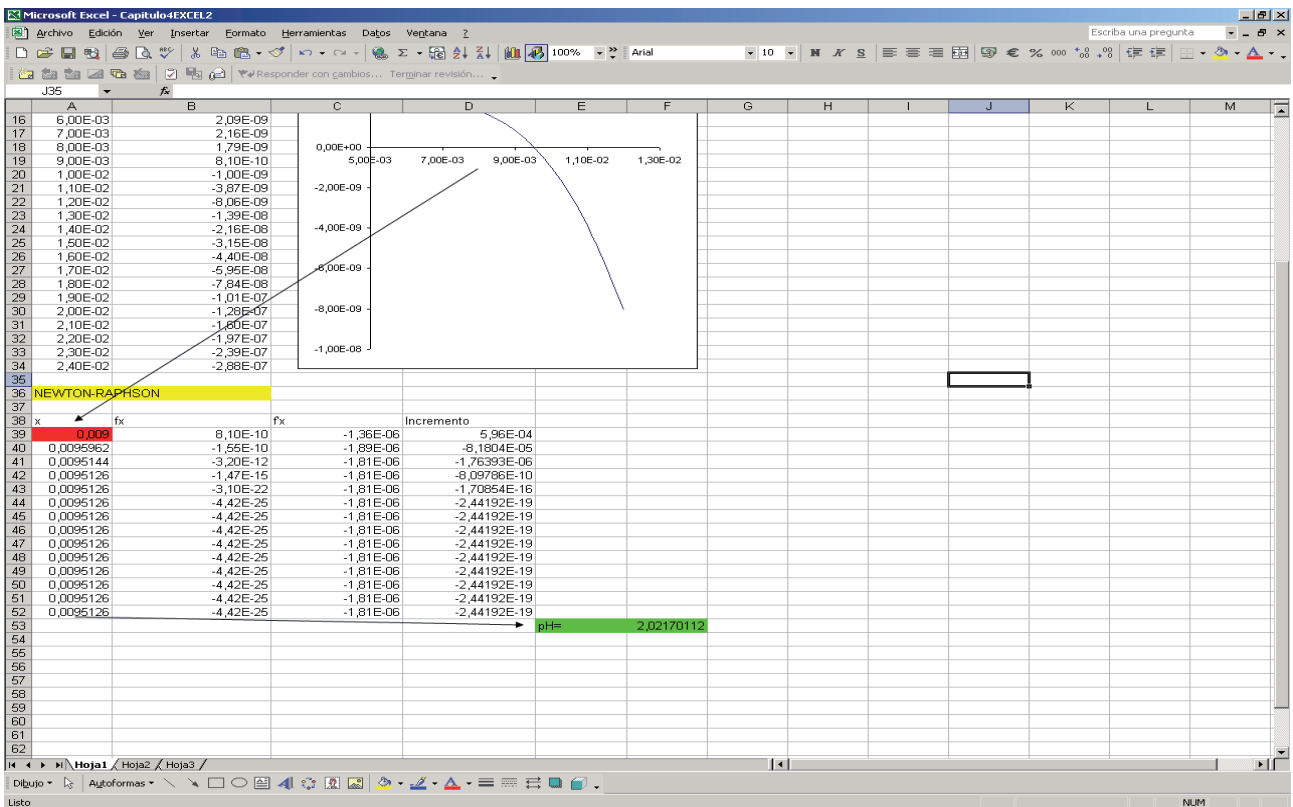 Microsoft Excel - Capitulo4EXCEL2
Archivo Edición Ver Insertar Formato Herramientas Datos Ventana ? Escriba una pregunta
100% Arial 10 N K S € % 000
Responder con cambios... Terminar revisión...
J35 fx
A B C D E F G H I J K L M
16 6,00E-03 2,09E-09
17 7,00E-03 2,16E-09
18 8,00E-03 1,79E-09
19 9,00E-03 8,10E-10
20 1,00E-02 -1,00E-09
21 1,10E-02 -3,87E-09
22 1,20E-02 -8,06E-09
23 1,30E-02 -1,39E-08
24 1,40E-02 -2,16E-08
25 1,50E-02 -3,15E-08
26 1,60E-02 -4,40E-08
27 1,70E-02 -5,95E-08
28 1,80E-02 -7,84E-08
29 1,90E-02 -1,01E-07
30 2,00E-02 -1,28E-07
31 2,10E-02 -1,60E-07
32 2,20E-02 -1,97E-07
33 2,30E-02 -2,39E-07
34 2,40E-02 -2,88E-07
0,00E+00
5,00E-03 7,00E-03 9,00E-03 1,10E-02 1,30E-02
-2,00E-09
-4,00E-09
-6,00E-09
-8,00E-09
-1,00E-08
35
36 NEWTON-RAPHSON
37
38 x fx f'x Incremento
39 0,009 8,10E-10 -1,36E-06 5,96E-04
40 0,0095962 -1,55E-10 -1,89E-06 -8,1804E-05
41 0,0095144 -3,20E-12 -1,81E-06 -1,76393E-06
42 0,0095126 -1,47E-15 -1,81E-06 -8,09786E-10
43 0,0095126 -3,10E-22 -1,81E-06 -1,70854E-16
44 0,0095126 -4,42E-25 -1,81E-06 -2,44192E-19
45 0,0095126 -4,42E-25 -1,81E-06 -2,44192E-19
46 0,0095126 -4,42E-25 -1,81E-06 -2,44192E-19
47 0,0095126 -4,42E-25 -1,81E-06 -2,44192E-19
48 0,0095126 -4,42E-25 -1,81E-06 -2,44192E-19
49 0,0095126 -4,42E-25 -1,81E-06 -2,44192E-19
50 0,0095126 -4,42E-25 -1,81E-06 -2,44192E-19
51 0,0095126 -4,42E-25 -1,81E-06 -2,44192E-19
52 0,0095126 -4,42E-25 -1,81E-06 -2,44192E-19
53 pH= 2,02170112
54
55
56
57
58
59
60
61
62
Hoja1 Hoja2 Hoja3
Dibujo Autoformas
Listo NUM